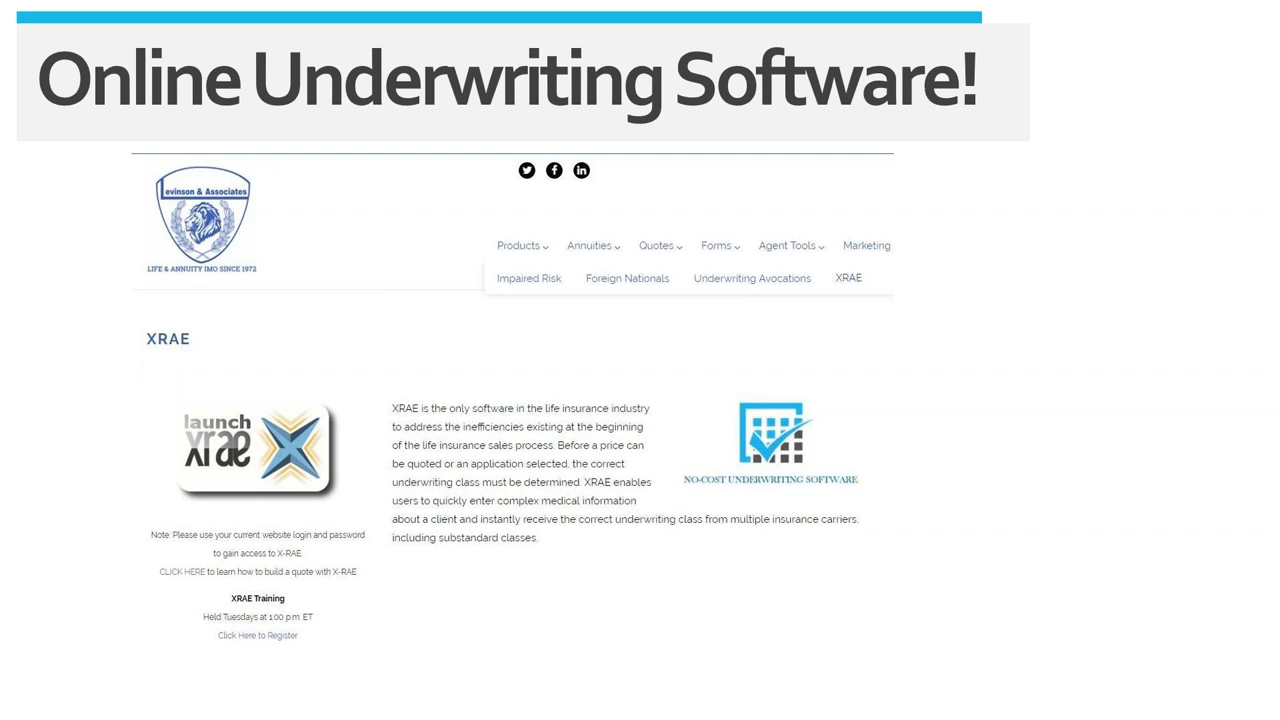 Online Underwriting Software!
Levinson & Associates
LIFE & ANNUITY IMO SINCE 1972
Products
Annuities
Quotes
Forms
Agent Tools
Marketing
Impaired Risk
Foreign Nationals
Underwriting Avocations
XRAE
XRAE
launch
xrae
Note: Please use your current website login and password
to gain access to X-RAE.
CLICK HERE to learn how to build a quote with X-RAE
XRAE Training
Held Tuesdays at 1:00 p.m. ET
Click Here to Register
XRAE is the only software in the life insurance industry
to address the inefficiencies existing at the beginning
of the life insurance sales process. Before a price can
be quoted or an application selected, the correct
underwriting class must be determined. XRAE enables
users to quickly enter complex medical information
about a client and instantly receive the correct underwriting class from multiple insurance carriers,
including substandard classes.
NO-COST UNDERWRITING SOFTWARE